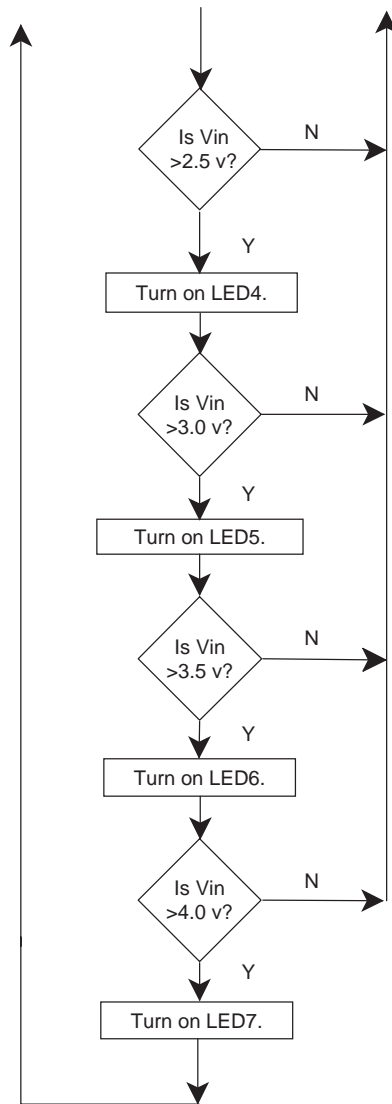 Is Vin
>2.5 v?
N
Y
Turn on LED4.
Is Vin
>3.0 v?
N
Y
Turn on LED5.
Is Vin
>3.5 v?
N
Y
Turn on LED6.
Is Vin
>4.0 v?
N
Y
Turn on LED7.